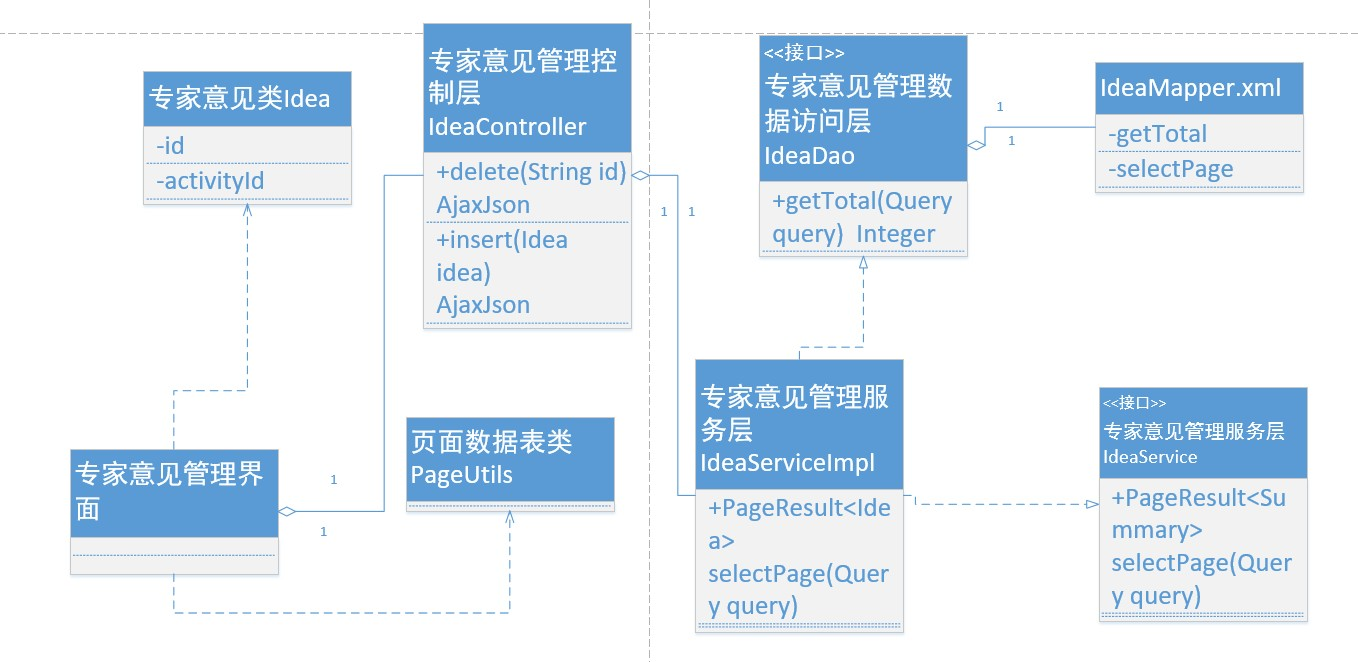 专家意见类Idea
-id
-activityId
专家意见管理控
制层
IdeaController
+delete(String id)
AjaxJson
+insert(Idea
idea)
AjaxJson
<<接口>>
专家意见管理数
据访问层
IdeaDao
+getTotal(Query
query)  Integer
1
1
IdeaMapper.xml
-getTotal
-selectPage
1
1
专家意见管理界
面
1
1
页面数据表类
PageUtils
专家意见管理服
务层
IdeaServiceImpl
+PageResult<Ide
a>
selectPage(Quer
y query)
<<接口>>
专家意见管理服务层
IdeaService
+PageResult<Su
mmary>
selectPage(Quer
y query)